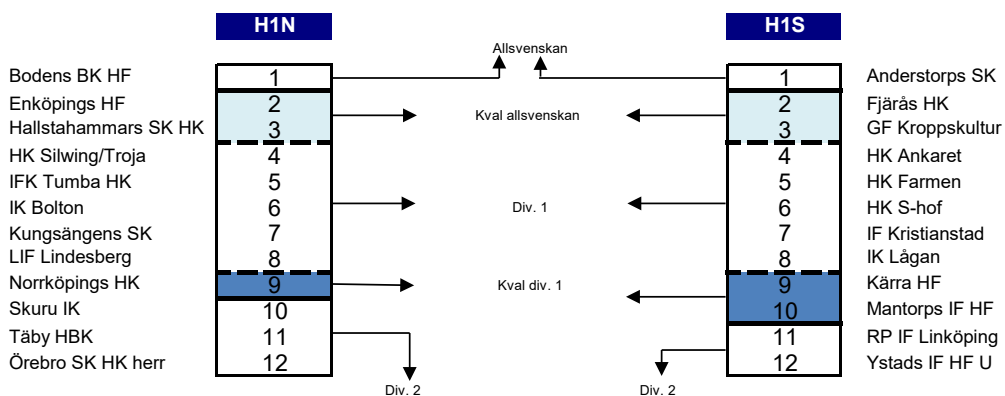 H1N H1S
Allsvenskan
Bodens BK HF 1 1 Anderstorps SK
Enköpings HF 2 2 Fjärås HK
Kval allsvenskan
Hallstahammars SK HK 3 3 GF Kroppskultur
HK Silwing/Troja 4 4 HK Ankaret
IFK Tumba HK 5 5 HK Farmen
IK Bolton 6 Div. 1 6 HK S-hof
Kungsängens SK 7 7 IF Kristianstad
LIF Lindesberg 8 8 IK Lågan
Norrköpings HK 9 Kval div. 1 9 Kärra HF
Skuru IK 10 10 Mantorps IF HF
Täby HBK 11 11 RP IF Linköping
Örebro SK HK herr 12 12 Ystads IF HF U
Div. 2 Div. 2